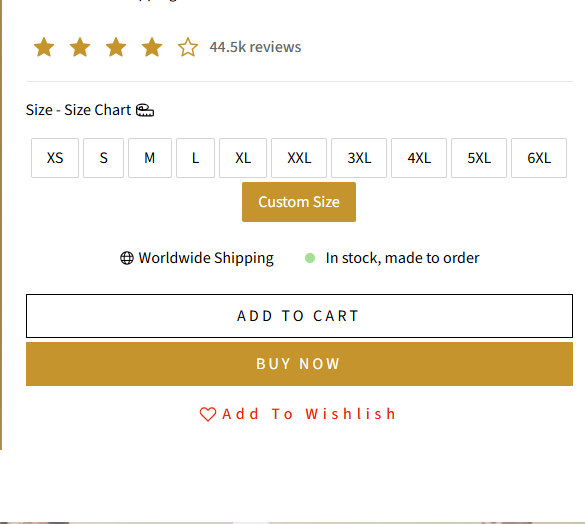 44.5k reviews
Size - Size Chart
XS S M L XL XXL 3XL 4XL 5XL 6XL
Custom Size
Worldwide Shipping In stock, made to order
ADD TO CART
BUY NOW
Add To Wishlist